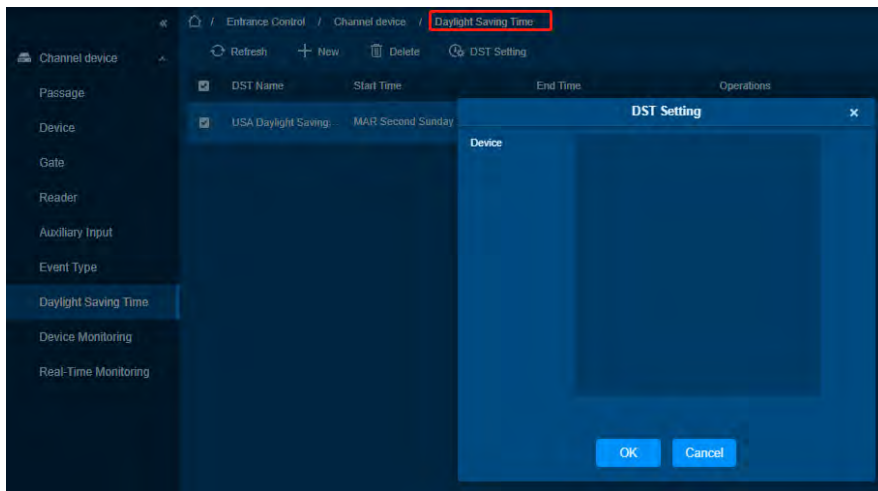 « / Entrance Control / Channel device / Daylight Saving Time
Channel device
Refresh New Delete DST Setting
Passage
DST Name Start Time End Time Operations
Device
USA Daylight Saving... MAR Second Sunday
DST Setting ×
Device
Gate
Reader
Auxiliary Input
Event Type
Daylight Saving Time
Device Monitoring
Real-Time Monitoring
OK Cancel